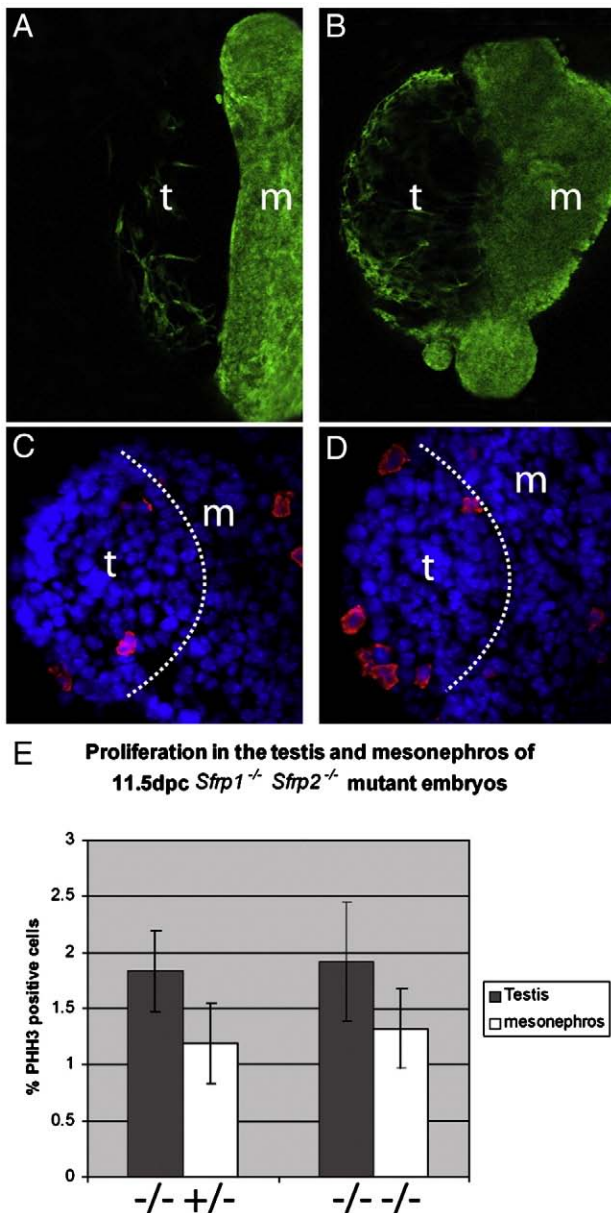 A
B
t
m
t
m
C
D
t
m
t
m
E
Proliferation in the testis and mesonephros of
11.5dpc Sfrp1 -/- Sfrp2 -/- mutant embryos
3
2.5
2
1.5
1
0.5
0
% PHH3 positive cells
-/- +/-
-/- -/-
Testis
mesonephros